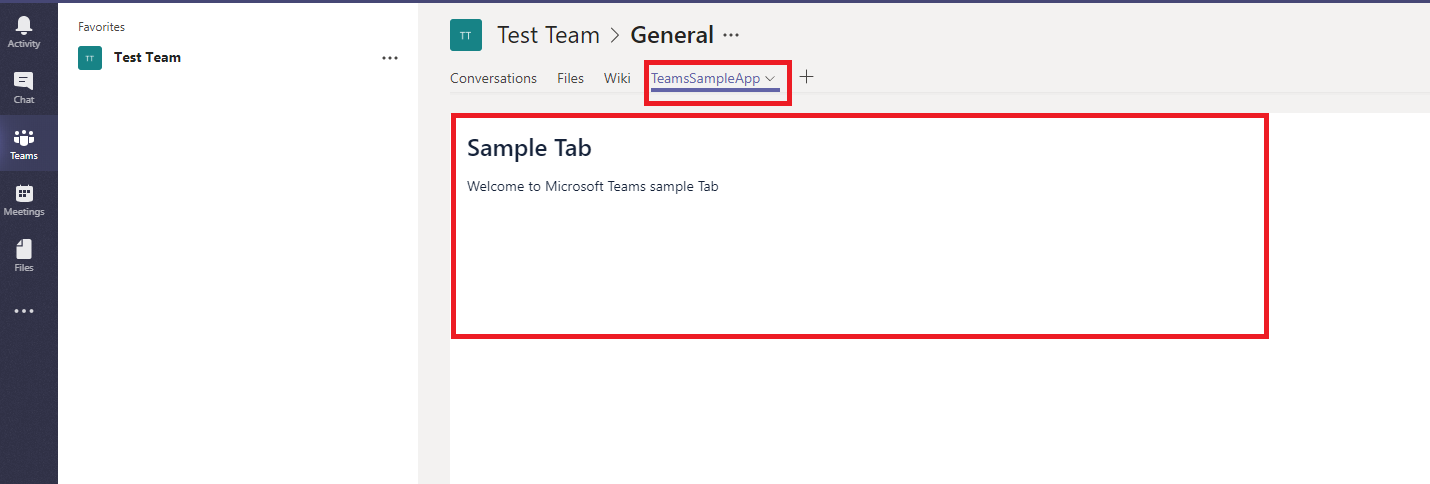 Activity
Chat
Teams
Meetings
Files
Favorites
TT Test Team
TT Test Team > General
Conversations Files Wiki TeamsSampleApp
Sample Tab
Welcome to Microsoft Teams sample Tab